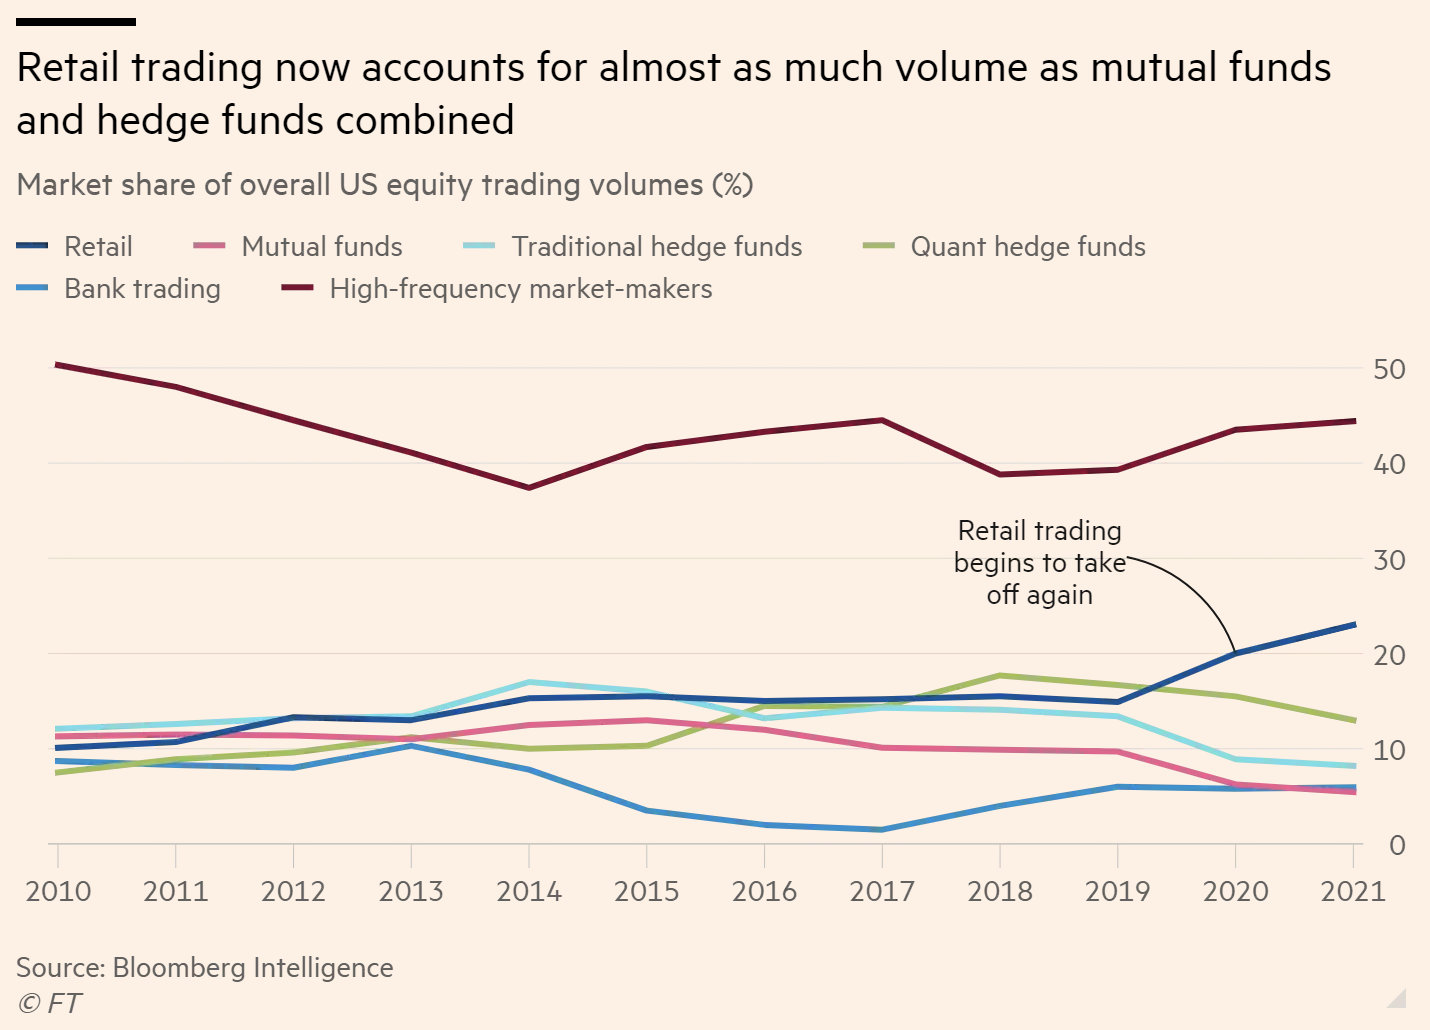 Retail trading now accounts for almost as much volume as mutual funds
and hedge funds combined
Market share of overall US equity trading volumes (%)
Retail
Mutual funds
Traditional hedge funds
Quant hedge funds
Bank trading
High-frequency market-makers
50
40
Retail trading
begins to take
off again
30
20
10
0
2010
2011
2012
2013
2014
2015
2016
2017
2018
2019
2020
2021
Source: Bloomberg Intelligence
© FT